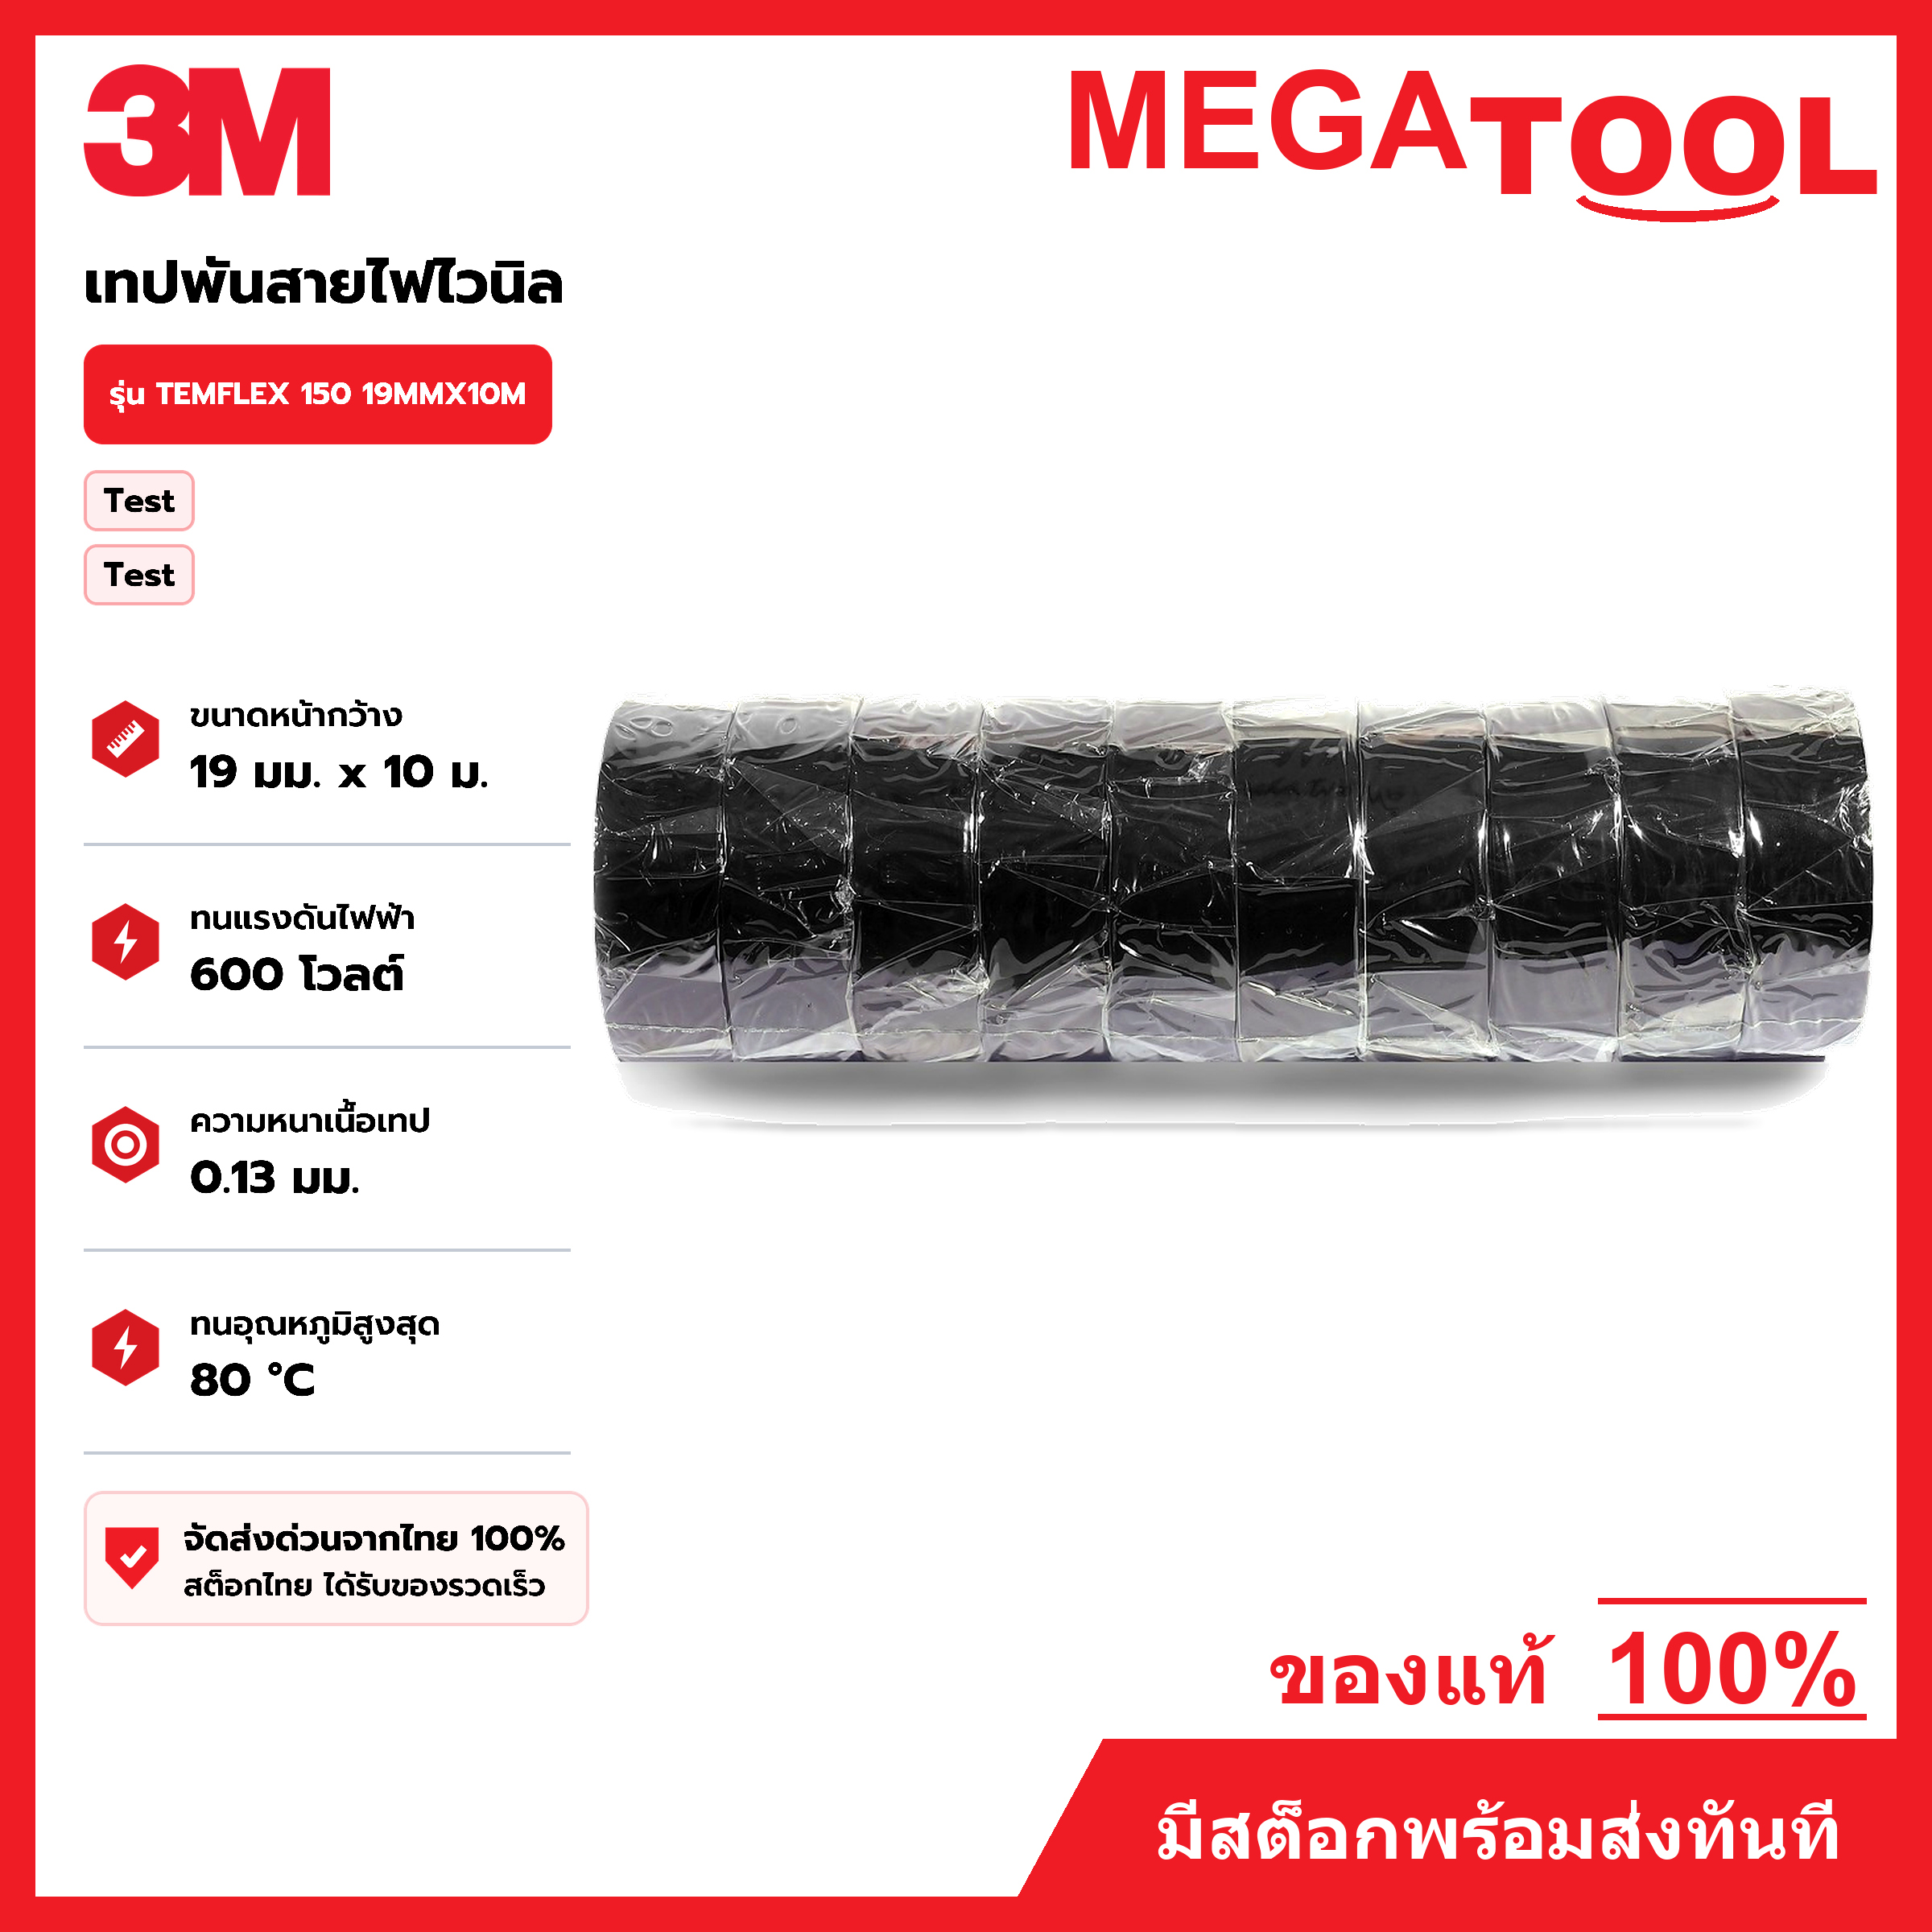 3M
MEGATOOL
เทปพันสายไฟไวนิล
รุ่น TEMFLEX 150 19MMX10M
Test
Test
ขนาดหน้ากว้าง
19 มม. x 10 ม.
ทนแรงดันไฟฟ้า
600 โวลต์
ความหนาเนื้อเทป
0.13 มม.
ทนอุณหภูมิสูงสุด
80 °C
จัดส่งด่วนจากไทย 100%
สต็อกไทย ได้รับของรวดเร็ว
ของแท้ 100%
มีสต็อกพร้อมส่งทันที